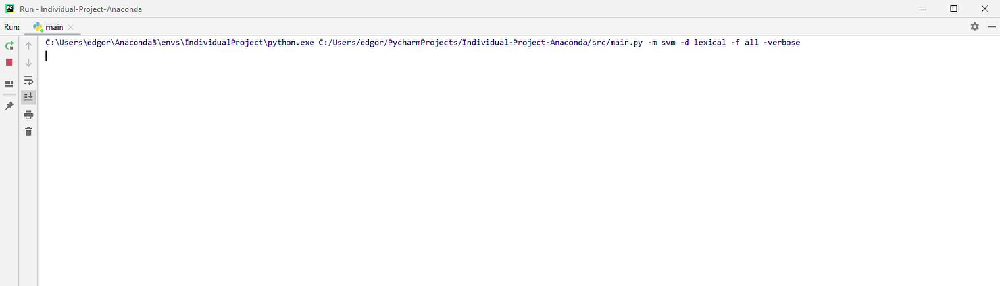 Run - Individual-Project-Anaconda
Run: main
C:\Users\edgor\Anaconda3\envs\IndividualProject\python.exe C:/Users/edgor/PycharmProjects/Individual-Project-Anaconda/src/main.py -m svm -d lexical -f all -verbose